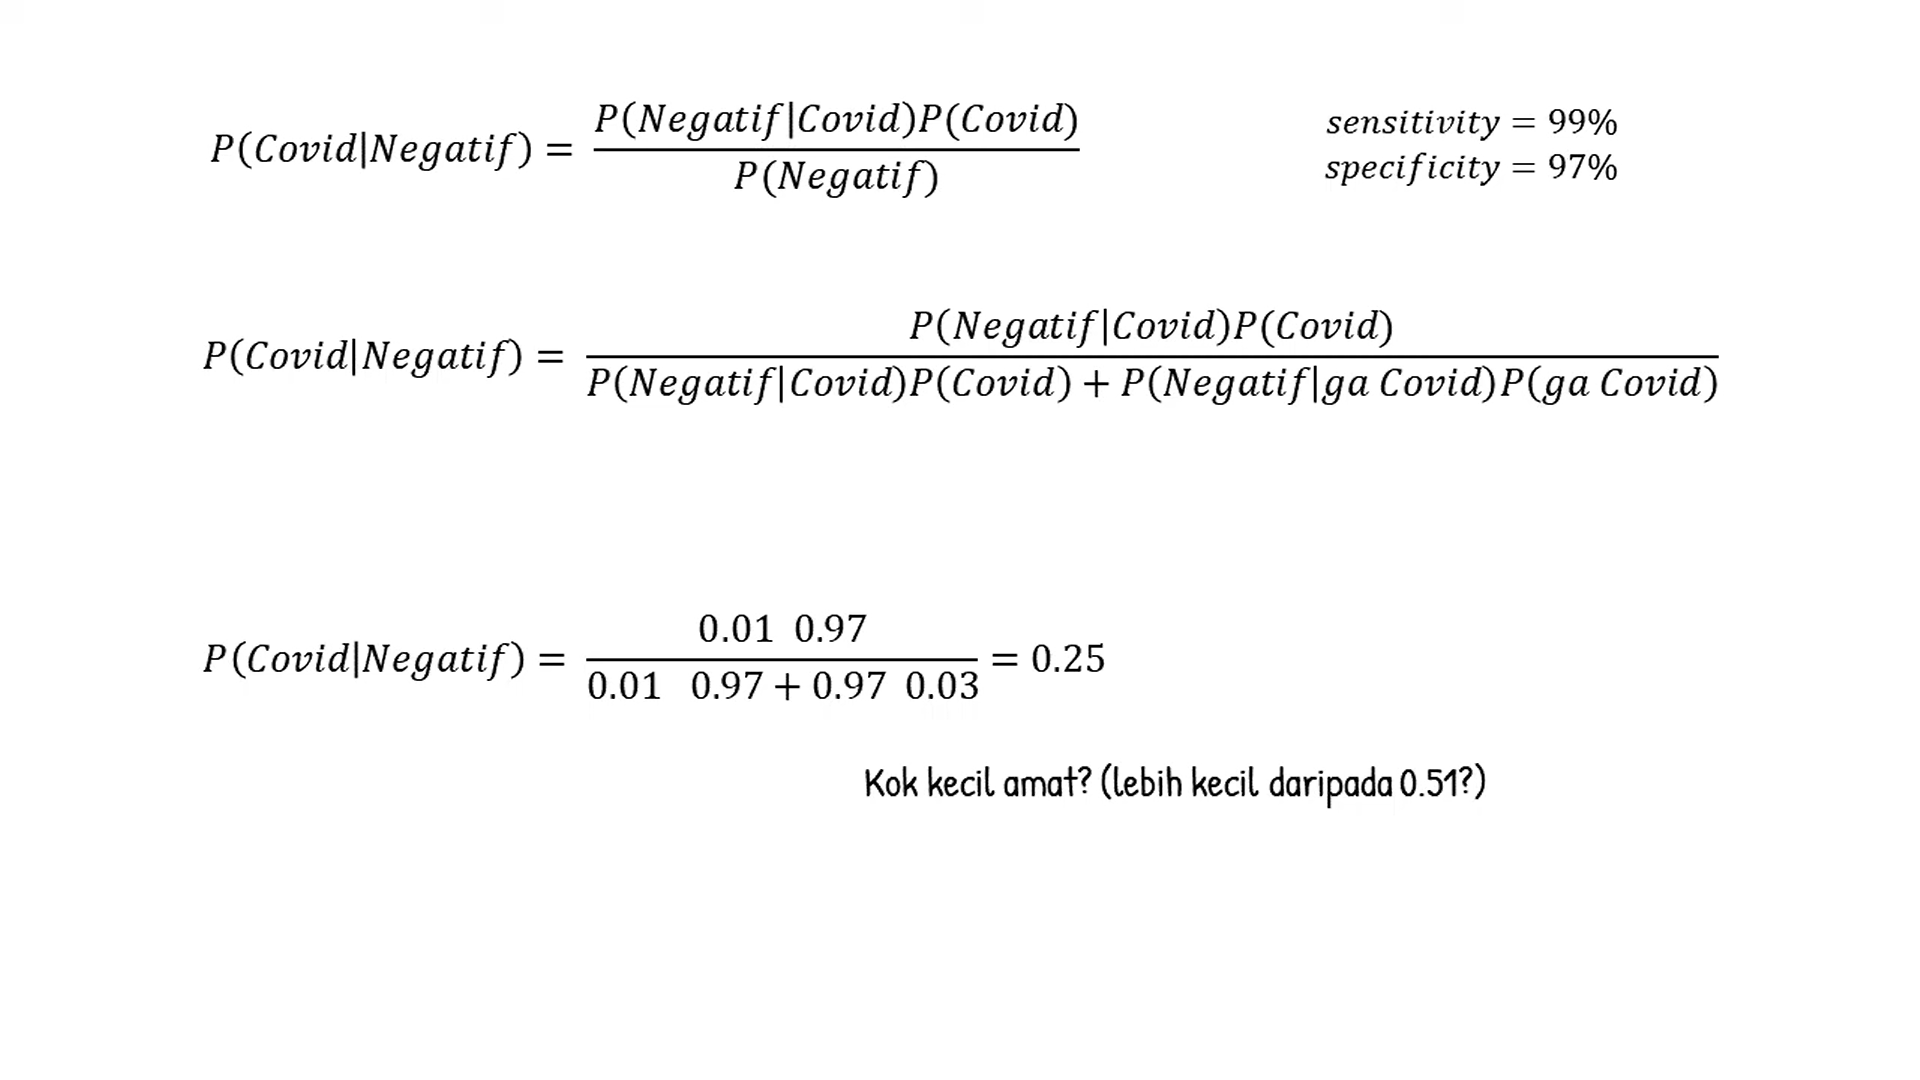 P(Covid|Negatif) = P(Negatif|Covid)P(Covid) / P(Negatif)
sensitivity = 99%
specificity = 97%
P(Covid|Negatif) = P(Negatif|Covid)P(Covid) / P(Negatif|Covid)P(Covid) + P(Negatif|ga Covid)P(ga Covid)
P(Covid|Negatif) = 0.01 0.97 / 0.01 0.97 + 0.97 0.03 = 0.25
Kok kecil amat? (lebih kecil daripada 0.51?)